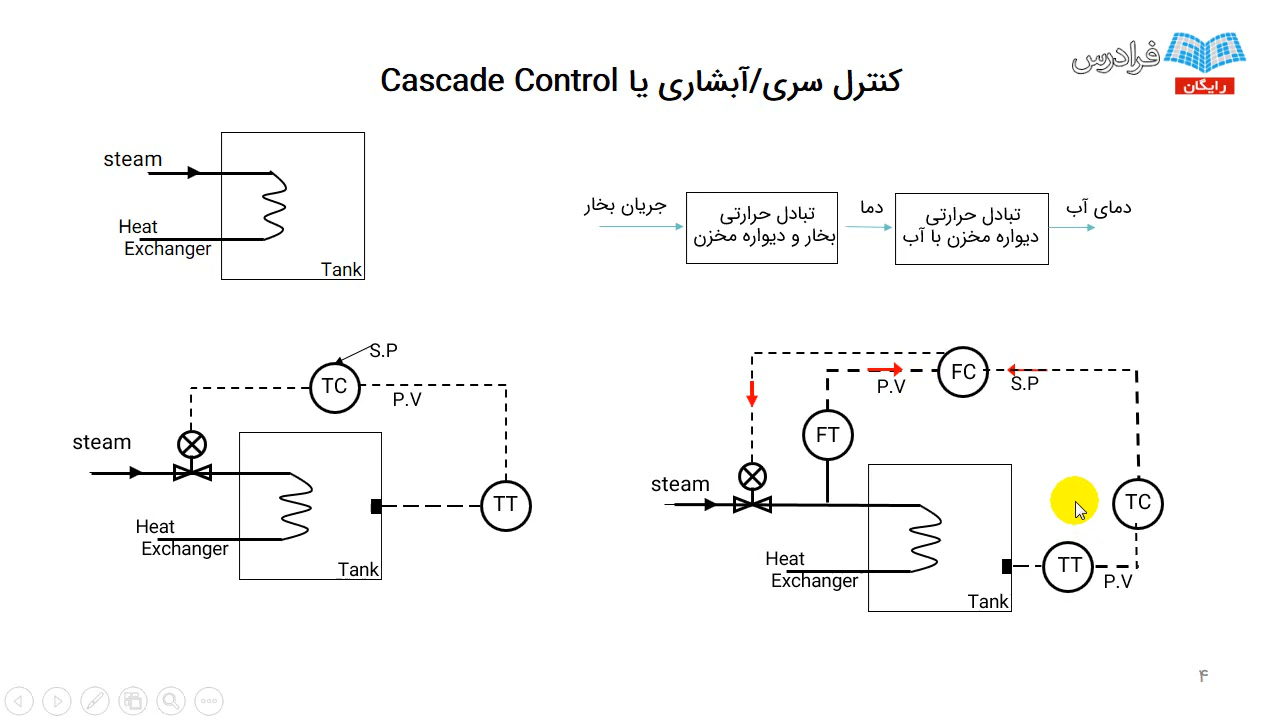 فرادرس
رایگان
کنترل سری/آبشاری یا Cascade Control
steam
Heat
Exchanger
Tank
جریان بخار
تبادل حرارتی
بخار و دیواره مخزن
دما
تبادل حرارتی
دیواره مخزن با آب
دمای آب
S.P
TC
P.V
steam
TT
Heat
Exchanger
Tank
FC
P.V
S.P
FT
steam
TC
Heat
Exchanger
TT
P.V
Tank
۴